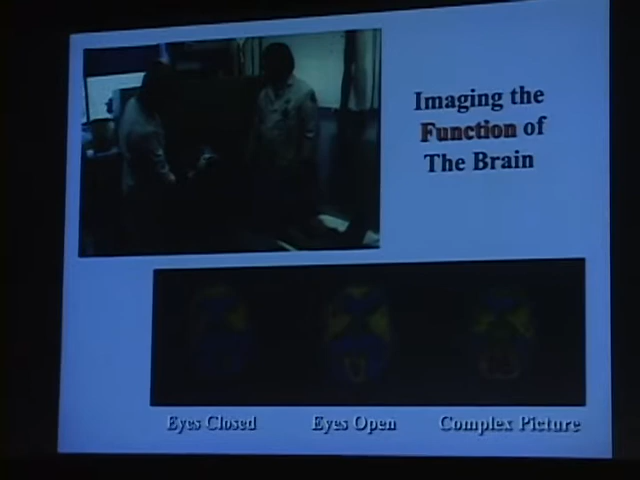 Imaging the
Function of
The Brain
Eyes Closed
Eyes Open
Complex Picture